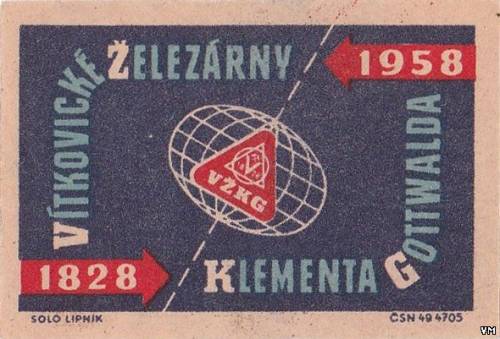 VÍTKOVICKÉ
ŽELEZÁRNY
1958
VŽKG
1828
KLEMENTA
GOTTWALDA
SOLO LIPNÍK
ČSN 49 4705
VM